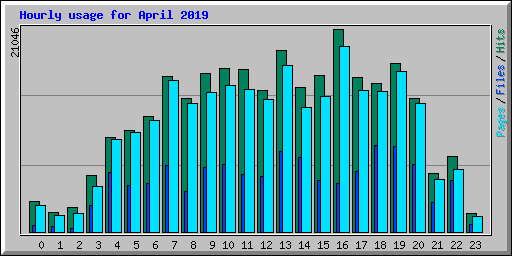 Hourly usage for April 2019
21046
Pages/Files/Hits
0 1 2 3 4 5 6 7 8 9 10 11 12 13 14 15 16 17 18 19 20 21 22 23